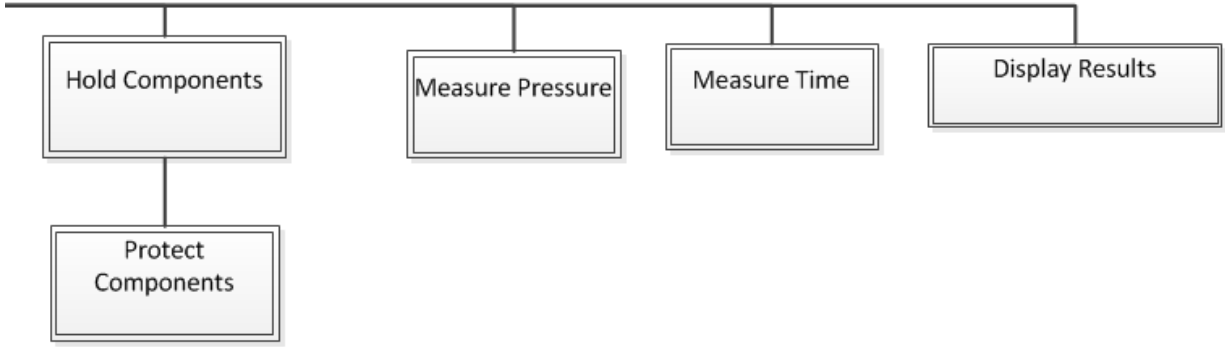 Hold Components
Measure Pressure
Measure Time
Display Results
Protect
Components